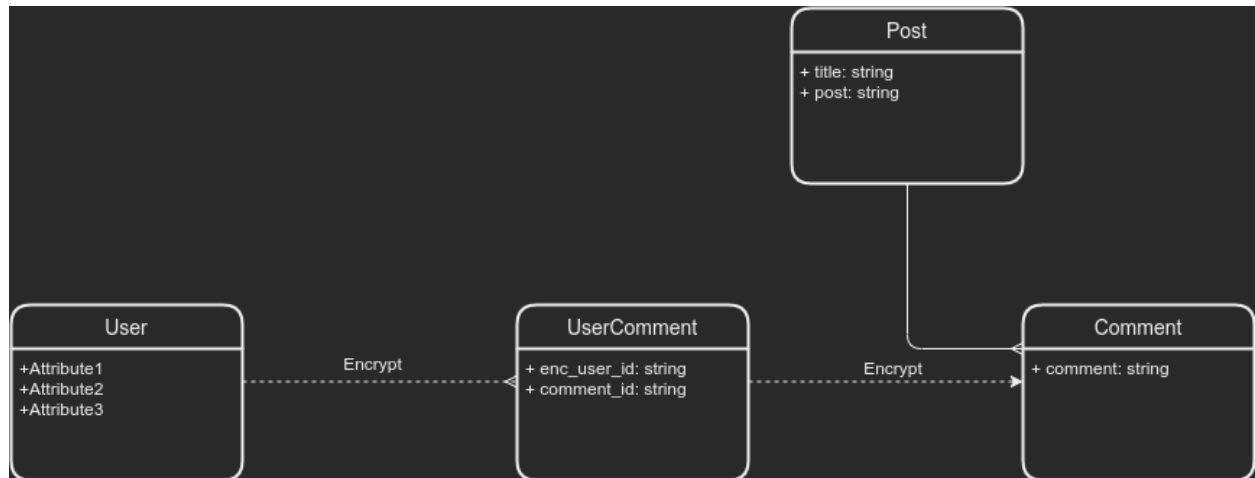 Post
+ title: string
+ post: string
User
+Attribute1
+Attribute2
+Attribute3
Encrypt
UserComment
+ enc_user_id: string
+ comment_id: string
Encrypt
Comment
+ comment: string